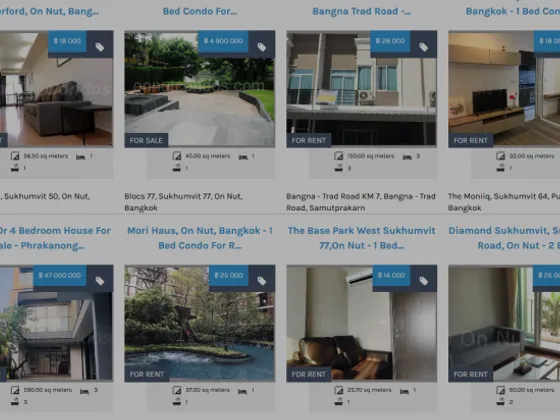 erford, On Nut, Bang...
Bed Condo For...
Bangna Trad Road -...
Bangkok - 1 Bed Con
฿ 18 000
฿ 4 900 000
฿ 28 000
฿ 18 00
FOR SALE
FOR RENT
FOR RENT
56.50 sq meters 1
1
45.00 sq meters 1
1
150.00 sq meters 3
3
50.00 sq meters
1
, Sukhumvit 50, On Nut,
Blocs 77, Sukhumvit 77, On Nut,
Bangkok
Bangna - Trad Road KM 7, Bangna - Trad
Road, Samutprakarn
The Moniiq, Sukhumvit 64, Pu
Bangkok
Or 4 Bedroom House For
ale - Phrakanong...
Mori Haus, On Nut, Bangkok - 1
Bed Condo For R...
The Base Park West Sukhumvit
77,On Nut - 1 Bed...
Diamond Sukhumvit, Su
Road, On Nut - 2 B
฿ 47 000 000
฿ 25 000
฿ 14 000
฿ 26 00
FOR RENT
FOR RENT
FOR RENT
590.00 sq meters 3
3
37.00 sq meters 1
1
25.70 sq meters 1
1
60.00 sq meters
2